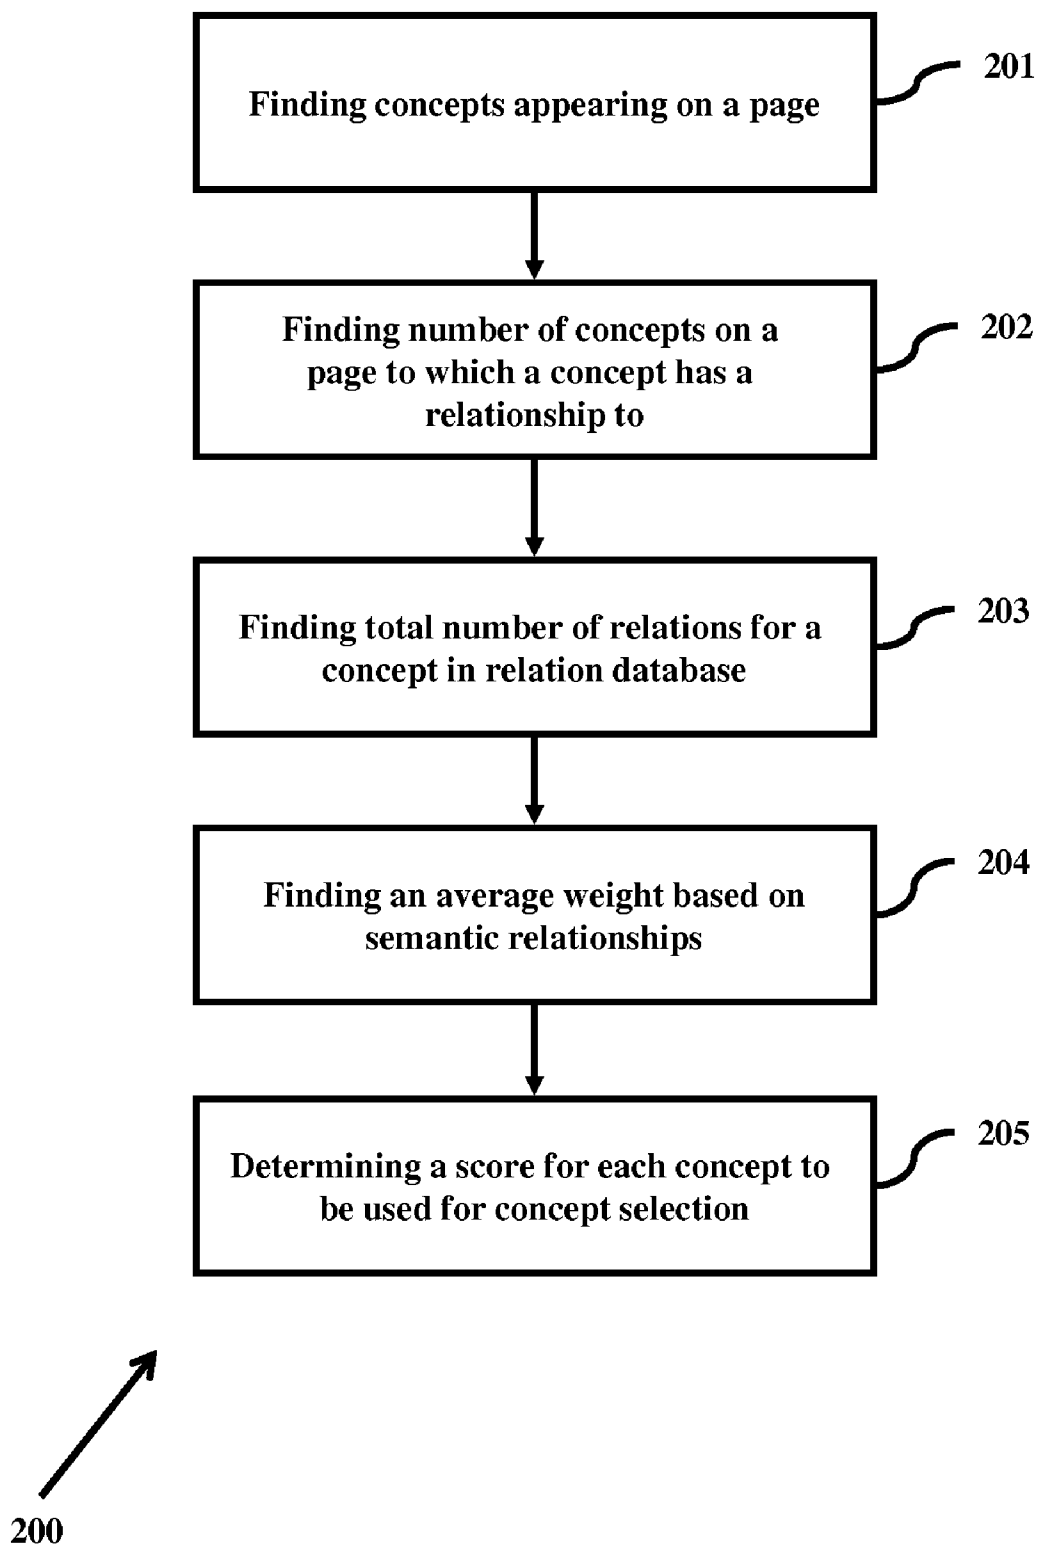 Finding concepts appearing on a page
201
Finding number of concepts on a
page to which a concept has a
relationship to
202
Finding total number of relations for a
concept in relation database
203
Finding an average weight based on
semantic relationships
204
Determining a score for each concept to
be used for concept selection
205
200